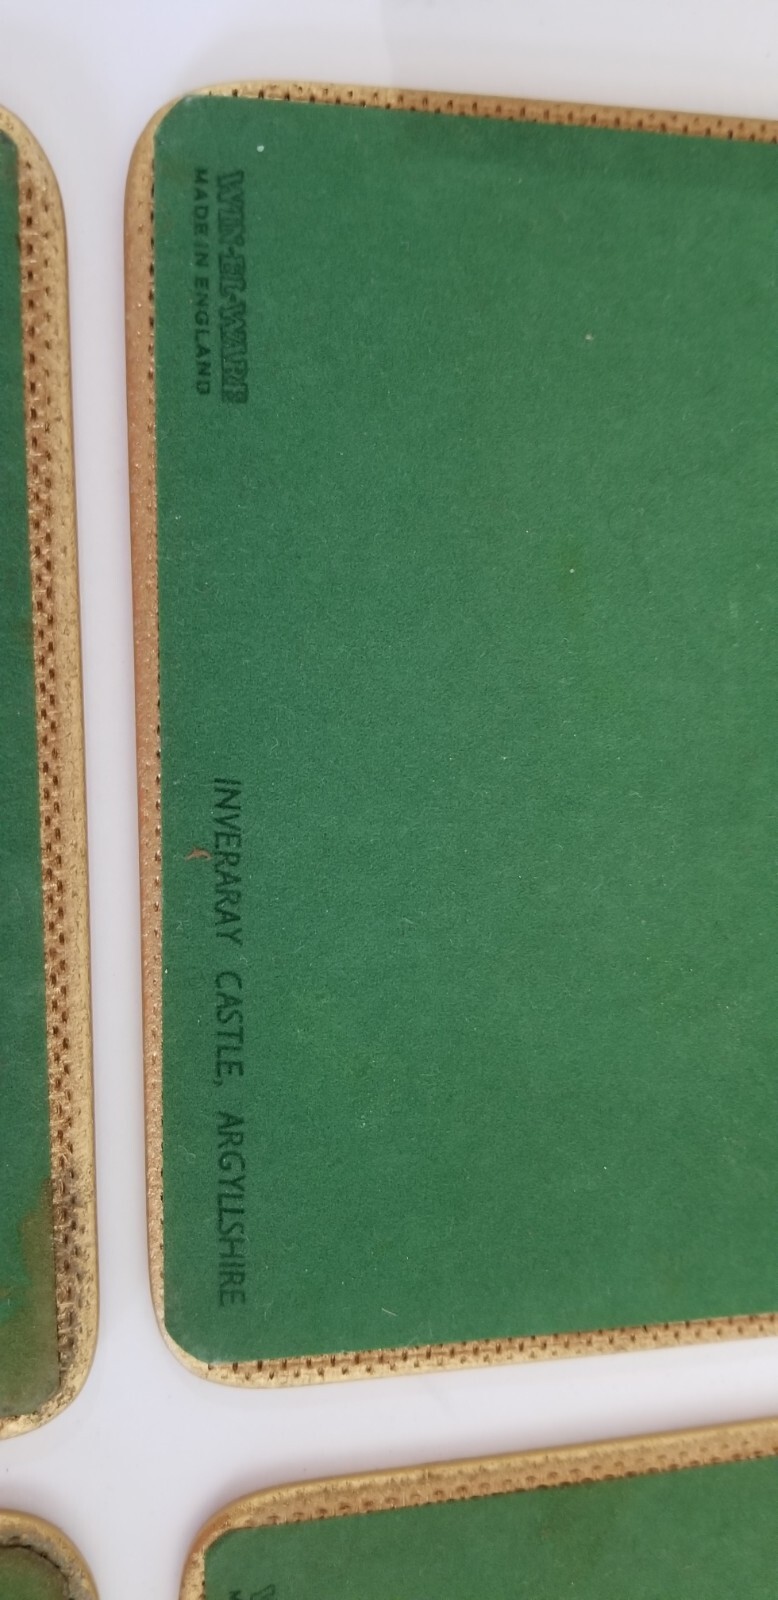 WIN-EL-WARE
MADE IN ENGLAND
INVERARAY CASTLE, ARGYLLSHIRE